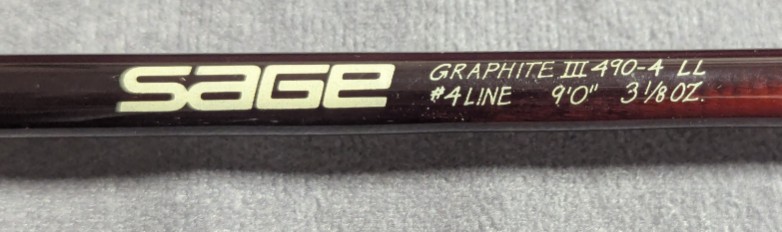 sage
GRAPHITE III 490-4 LL
#4 LINE 9'0" 3 1/8 OZ.